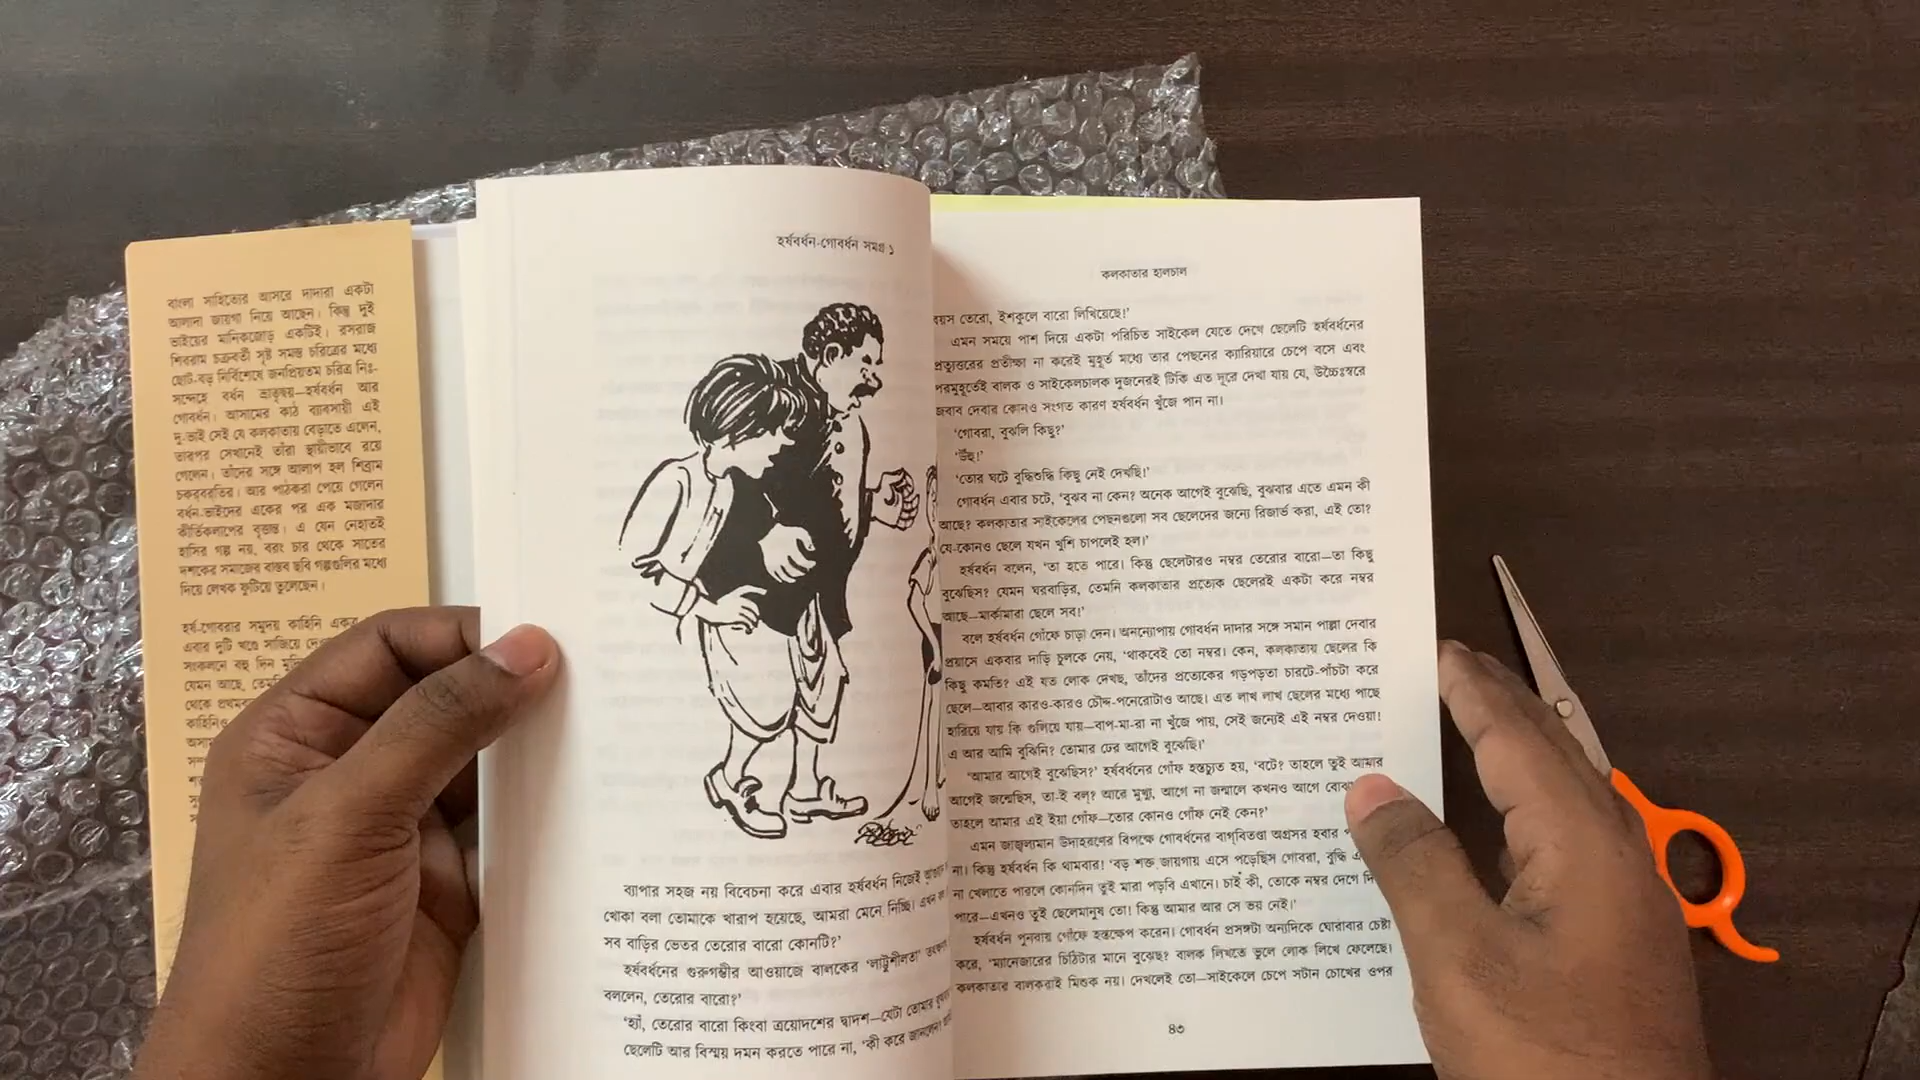 বাংলা সাহিত্যের আসরে দাদারা একটা
আলাদা জায়গা নিয়ে আছেন। কিন্তু দুই
ভাইয়ের মানিকজোড় একটিই। রসরাজ
শিবরাম চক্রবর্তী সৃষ্ট সমস্ত চরিত্রের মধ্যে
ছোট-বড় নির্বিশেষে জনপ্রিয়তম চরিত্র নিঃ-
সন্দেহে বর্ধন ভ্রাতৃদ্বয়—হর্ষবর্ধন আর
গোবর্ধন। আসামের কাঠ ব্যাবসায়ী এই
দু-ভাই সেই যে কলকাতায় বেড়াতে এলেন,
তারপর সেখানেই তাঁরা স্থায়ীভাবে রয়ে
গেলেন। তাঁদের সঙ্গে আলাপ হল শিব্রাম
চকরবরতির। আর পাঠকরা পেয়ে গেলেন
বর্ধন-ভাইদের একের পর এক মজাদার
কীর্তিকলাপের বৃত্তান্ত। এ যেন নেহাতই
হাসির গল্প নয়, বরং চার থেকে সাতের
দশকের সমাজের বাস্তব ছবি গল্পগুলির মধ্যে
দিয়ে লেখক ফুটিয়ে তুলেছেন।
হর্ষ-গোবরার সমুদয় কাহিনি একত্র
এবার দুটি খণ্ডে সাজিয়ে
সংকলনে বহু দিন
যেমন আছে,
থেকে
কাহিনিও
হর্ষবর্ধন-গোবর্ধন সমগ্র ১
ব্যাপার সহজ নয় বিবেচনা করে এবার হর্ষবর্ধন নিজেই
খোকা বলা তোমাকে খারাপ হয়েছে, আমরা মেনে নিচ্ছি। এখন
সব বাড়ির ভেতর তেরোর বারো কোনটি?’
হর্ষবর্ধনের গুরুগম্ভীর আওয়াজে বালকের ‘লাট্টুশীলতা’
বললেন, তেরোর বারো?’
‘হ্যাঁ, তেরোর বারো কিংবা ত্রয়োদশের দ্বাদশ—যেটা তোমার
ছেলেটি আর বিস্ময় দমন করতে পারে না, ‘কী করে জানলেন?
কলকাতার হালচাল
বয়স তেরো, ইশকুলে বারো লিখিয়েছে!’
এমন সময়ে পাশ দিয়ে একটা পরিচিত সাইকেল যেতে দেখে ছেলেটি হর্ষবর্ধনের
প্রত্যুত্তরের প্রতীক্ষা না করেই মুহূর্ত মধ্যে তার পেছনের ক্যারিয়ারে চেপে বসে এবং
পরমুহূর্তেই বালক ও সাইকেলচালক দুজনেরই টিকি এত দূরে দেখা যায় যে, উচ্চৈঃস্বরে
জবাব দেবার কোনও সংগত কারণ হর্ষবর্ধন খুঁজে পান না।
‘গোবরা, বুঝলি কিছু?’
‘উঁহু!’
‘তোর ঘটে বুদ্ধিশুদ্ধি কিছু নেই দেখছি!’
গোবর্ধন এবার চটে, ‘বুঝব না কেন? অনেক আগেই বুঝেছি, বুঝবার এতে এমন কী
আছে? কলকাতার সাইকেলের পেছনগুলো সব ছেলেদের জন্যে রিজার্ভ করা, এই তো?
যে-কোনও ছেলে যখন খুশি চাপলেই হল।’
হর্ষবর্ধন বলেন, ‘তা হতে পারে। কিন্তু ছেলেটারও নম্বর তেরোর বারো—তা কিছু
বুঝেছিস? যেমন ঘরবাড়ির, তেমনি কলকাতার প্রত্যেক ছেলেরই একটা করে নম্বর
আছে—মার্কামারা ছেলে সব!’
বলে হর্ষবর্ধন গোঁফে চাড়া দেন। অনন্যোপায় গোবর্ধন দাদার সঙ্গে সমান পাল্লা দেবার
প্রয়াসে একবার দাড়ি চুলকে নেয়, ‘থাকবেই তো নম্বর। কেন, কলকাতায় ছেলের কি
কিছু কমতি? এই যত লোক দেখছ, তাঁদের প্রত্যেকের গড়পড়তা চারটে-পাঁচটা করে
ছেলে—আবার কারও-কারও চৌদ্দ-পনেরোটাও আছে। এত লাখ লাখ ছেলের মধ্যে পাছে
হারিয়ে যায় কি গুলিয়ে যায়—বাপ-মা-রা না খুঁজে পায়, সেই জন্যেই এই নম্বর দেওয়া!
এ আর আমি বুঝিনি? তোমার ঢের আগেই বুঝেছি।’
‘আমার আগেই বুঝেছিস?’ হর্ষবর্ধনের গোঁফ হস্তচ্যুত হয়, ‘বটে? তাহলে তুই আমার
আগেই জন্মেছিস, তা-ই বল্? আরে মুখ্যু, আগে না জন্মালে কখনও আগে
তাহলে আমার এই ইয়া গোঁফ—তোর কোনও গোঁফ নেই কেন?’
এমন জাজ্বল্যমান উদাহরণের বিপক্ষে গোবর্ধনের বাগ্‌বিতণ্ডা অগ্রসর হবার
না। কিন্তু হর্ষবর্ধন কি থামবার! ‘বড় শক্ত জায়গায় এসে পড়েছিস গোবরা, বুদ্ধি
না খেলাতে পারলে কোনদিন তুই মারা পড়বি এখানে। চাই কী, তোকে নম্বর দেগে
পারে—এখনও তুই ছেলেমানুষ তো! কিন্তু আমার আর সে ভয় নেই।’
হর্ষবর্ধন পুনরায় গোঁফে হস্তক্ষেপ করেন। গোবর্ধন প্রসঙ্গটা অন্যদিকে ঘোরাবার চেষ্টা
করে, ‘ম্যানেজারের চিঠিটার মানে বুঝেছ? বালক লিখতে ভুলে লোক লিখে ফেলেছে।
কলকাতার বালকরাই মিশুক নয়। দেখলেই তো—সাইকেলে চেপে সটান চোখের ওপর
৪৩